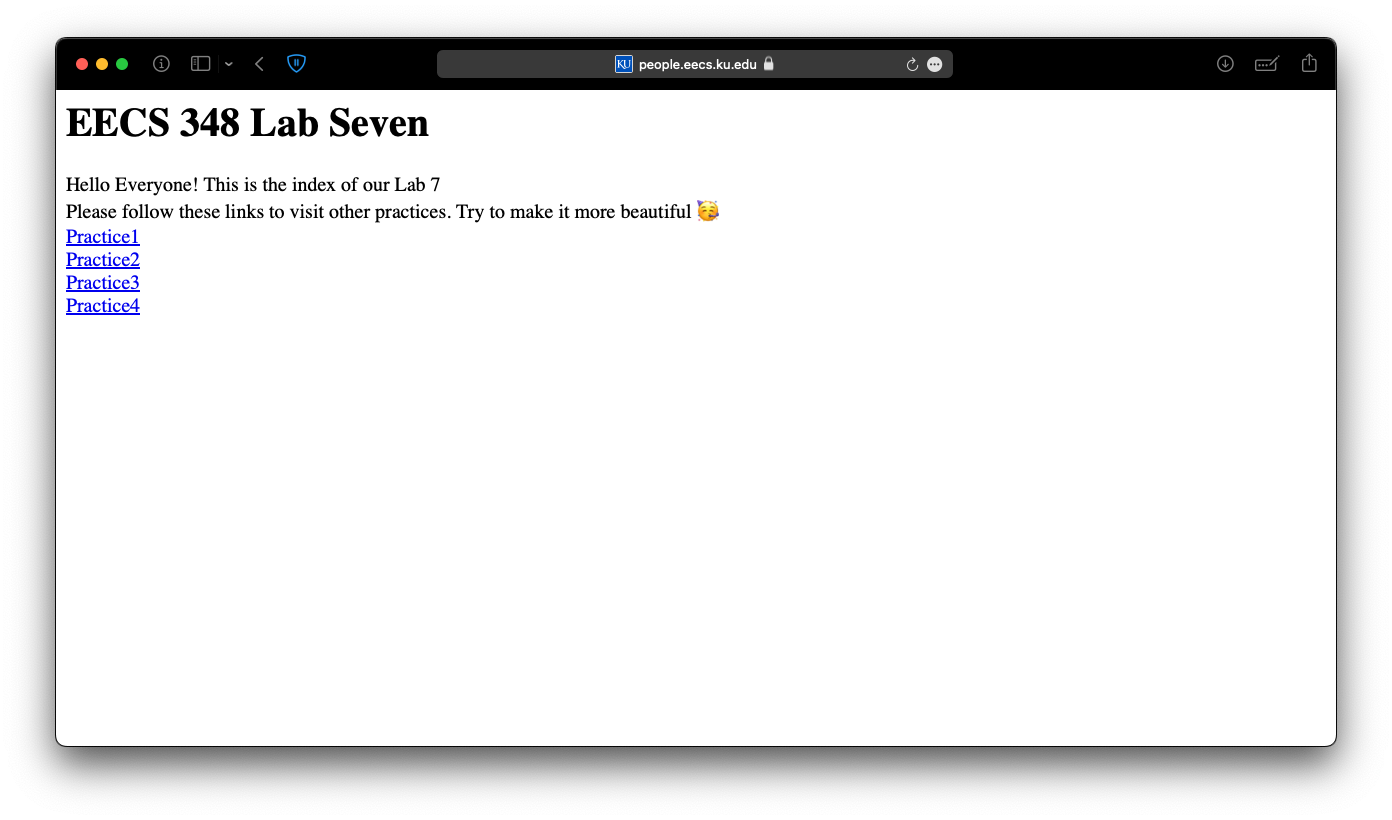 KU people.eecs.ku.edu
EECS 348 Lab Seven
Hello Everyone! This is the index of our Lab 7
Please follow these links to visit other practices. Try to make it more beautiful 🥳
Practice1
Practice2
Practice3
Practice4